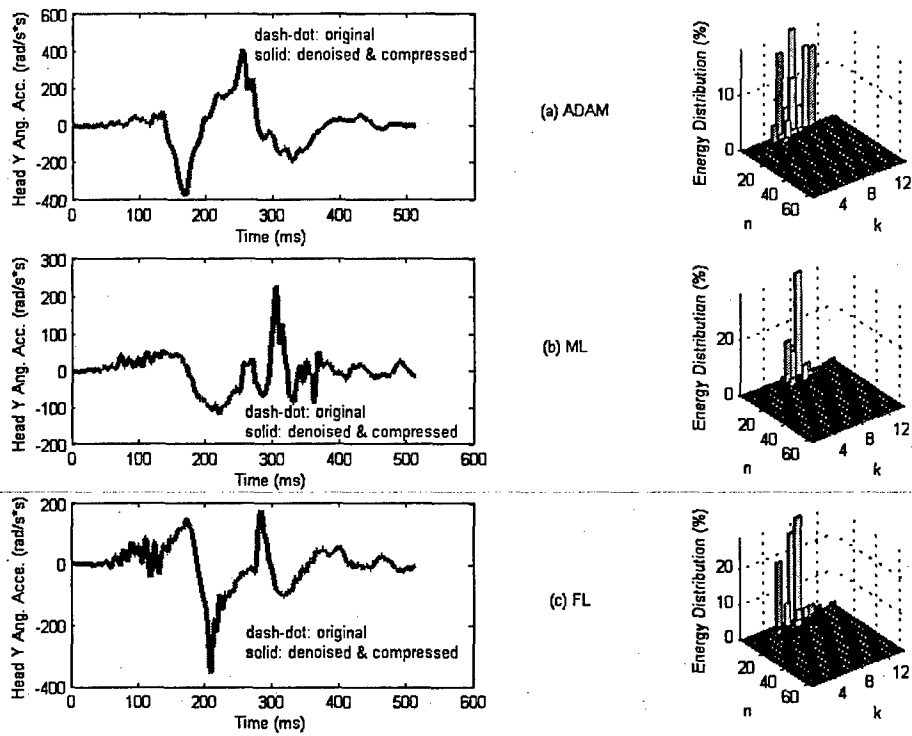 600
400
200
0
-200
-400
0 100 200 300 400 500 600
Head Y Ang. Acc. (rad/s*s)
Time (ms)
dash-dot: original
solid: denoised & compressed
(a) ADAM
Energy Distribution (%)
10
0
20
40
60
n
4
8
12
k
300
200
100
0
-100
-200
0 100 200 300 400 500 600
Head Y Ang. Acc. (rad/s*s)
Time (ms)
dash-dot: original
solid: denoised & compressed
(b) ML
Energy Distribution (%)
20
0
20
40
60
n
4
8
12
k
200
0
-200
-400
0 100 200 300 400 500 600
Head Y Ang. Acce. (rad/s*s)
Time (ms)
dash-dot: original
solid: denoised & compressed
(c) FL
Energy Distribution (%)
20
10
0
20
40
60
n
4
8
12
k